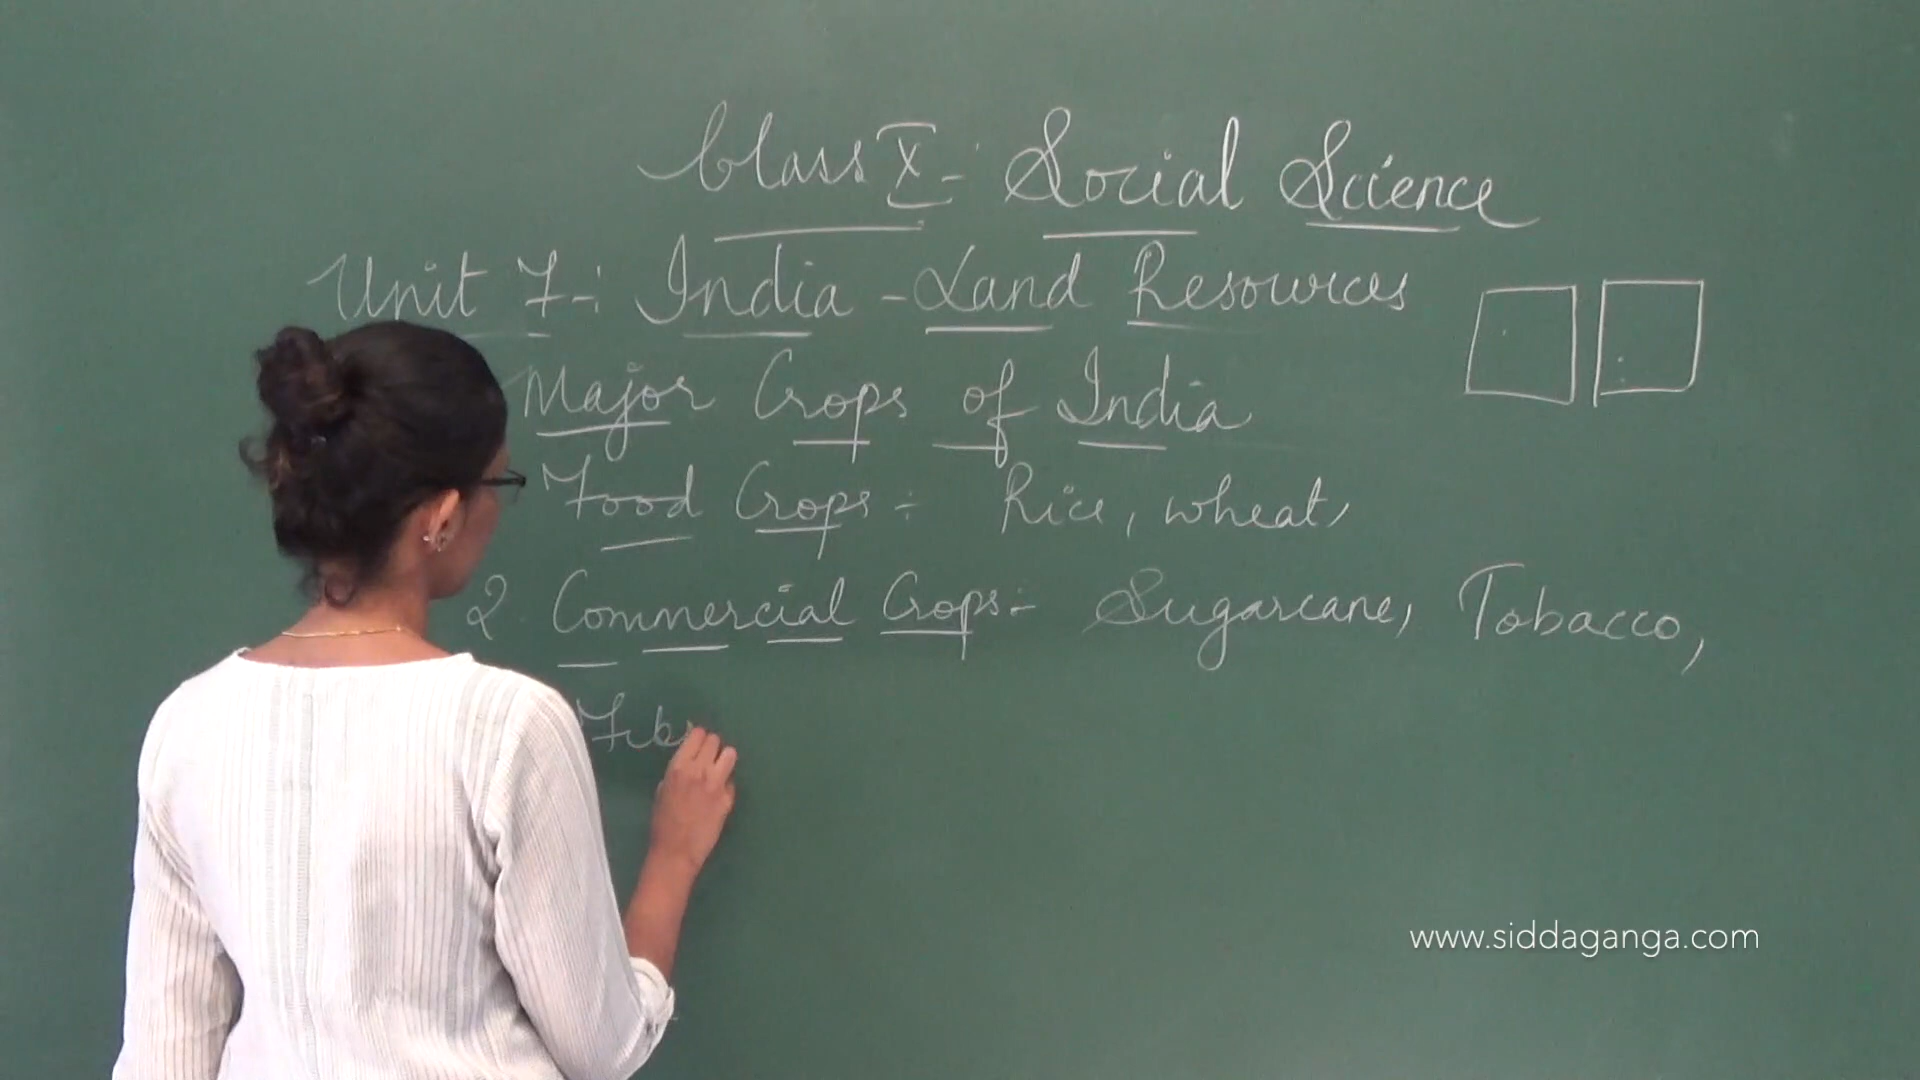 Class X - Social Science
Unit 7 -: India - Land Resources
Major Crops of India
Food Crops : Rice, wheat,
2. Commercial Crops :- Sugarcane, Tobacco,
www.siddaganga.com